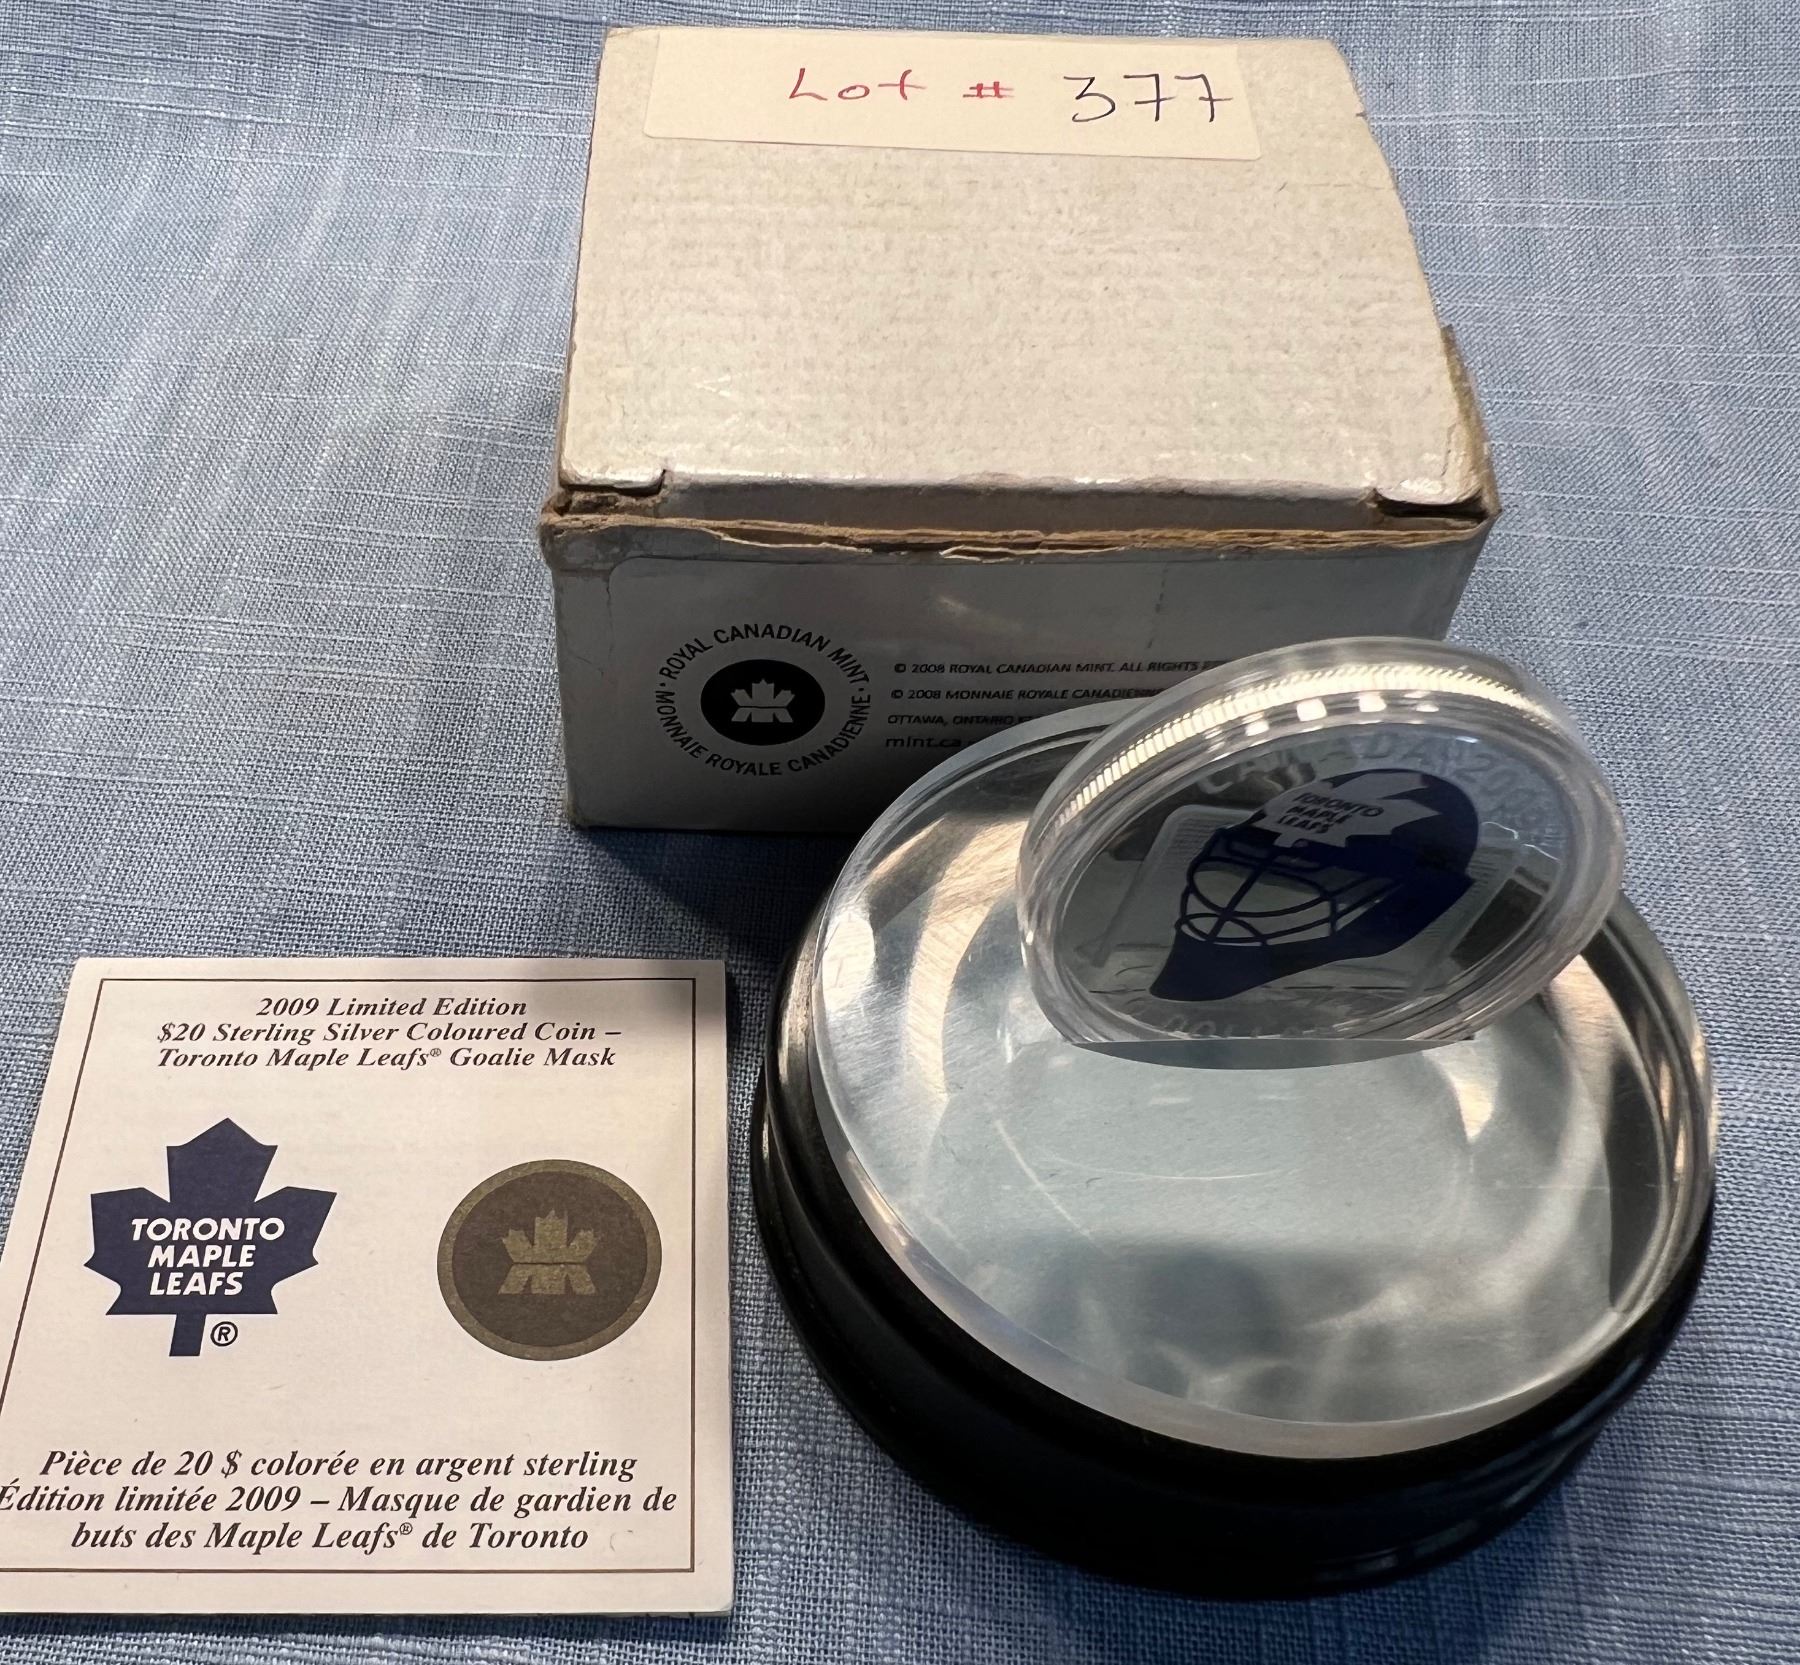 Lot # 377
ROYAL CANADIAN MINT · MONNAIE ROYALE CANADIENNE ·
© 2008 ROYAL CANADIAN MINT. ALL RIGHTS
© 2008 MONNAIE ROYALE CANADIENNE
OTTAWA, ONTARIO
mint.ca
CANADA 2009
TORONTO
MAPLE
LEAFS
2009 Limited Edition
$20 Sterling Silver Coloured Coin –
Toronto Maple Leafs® Goalie Mask
TORONTO
MAPLE
LEAFS
®
Pièce de 20 $ colorée en argent sterling
Édition limitée 2009 – Masque de gardien de
buts des Maple Leafs® de Toronto